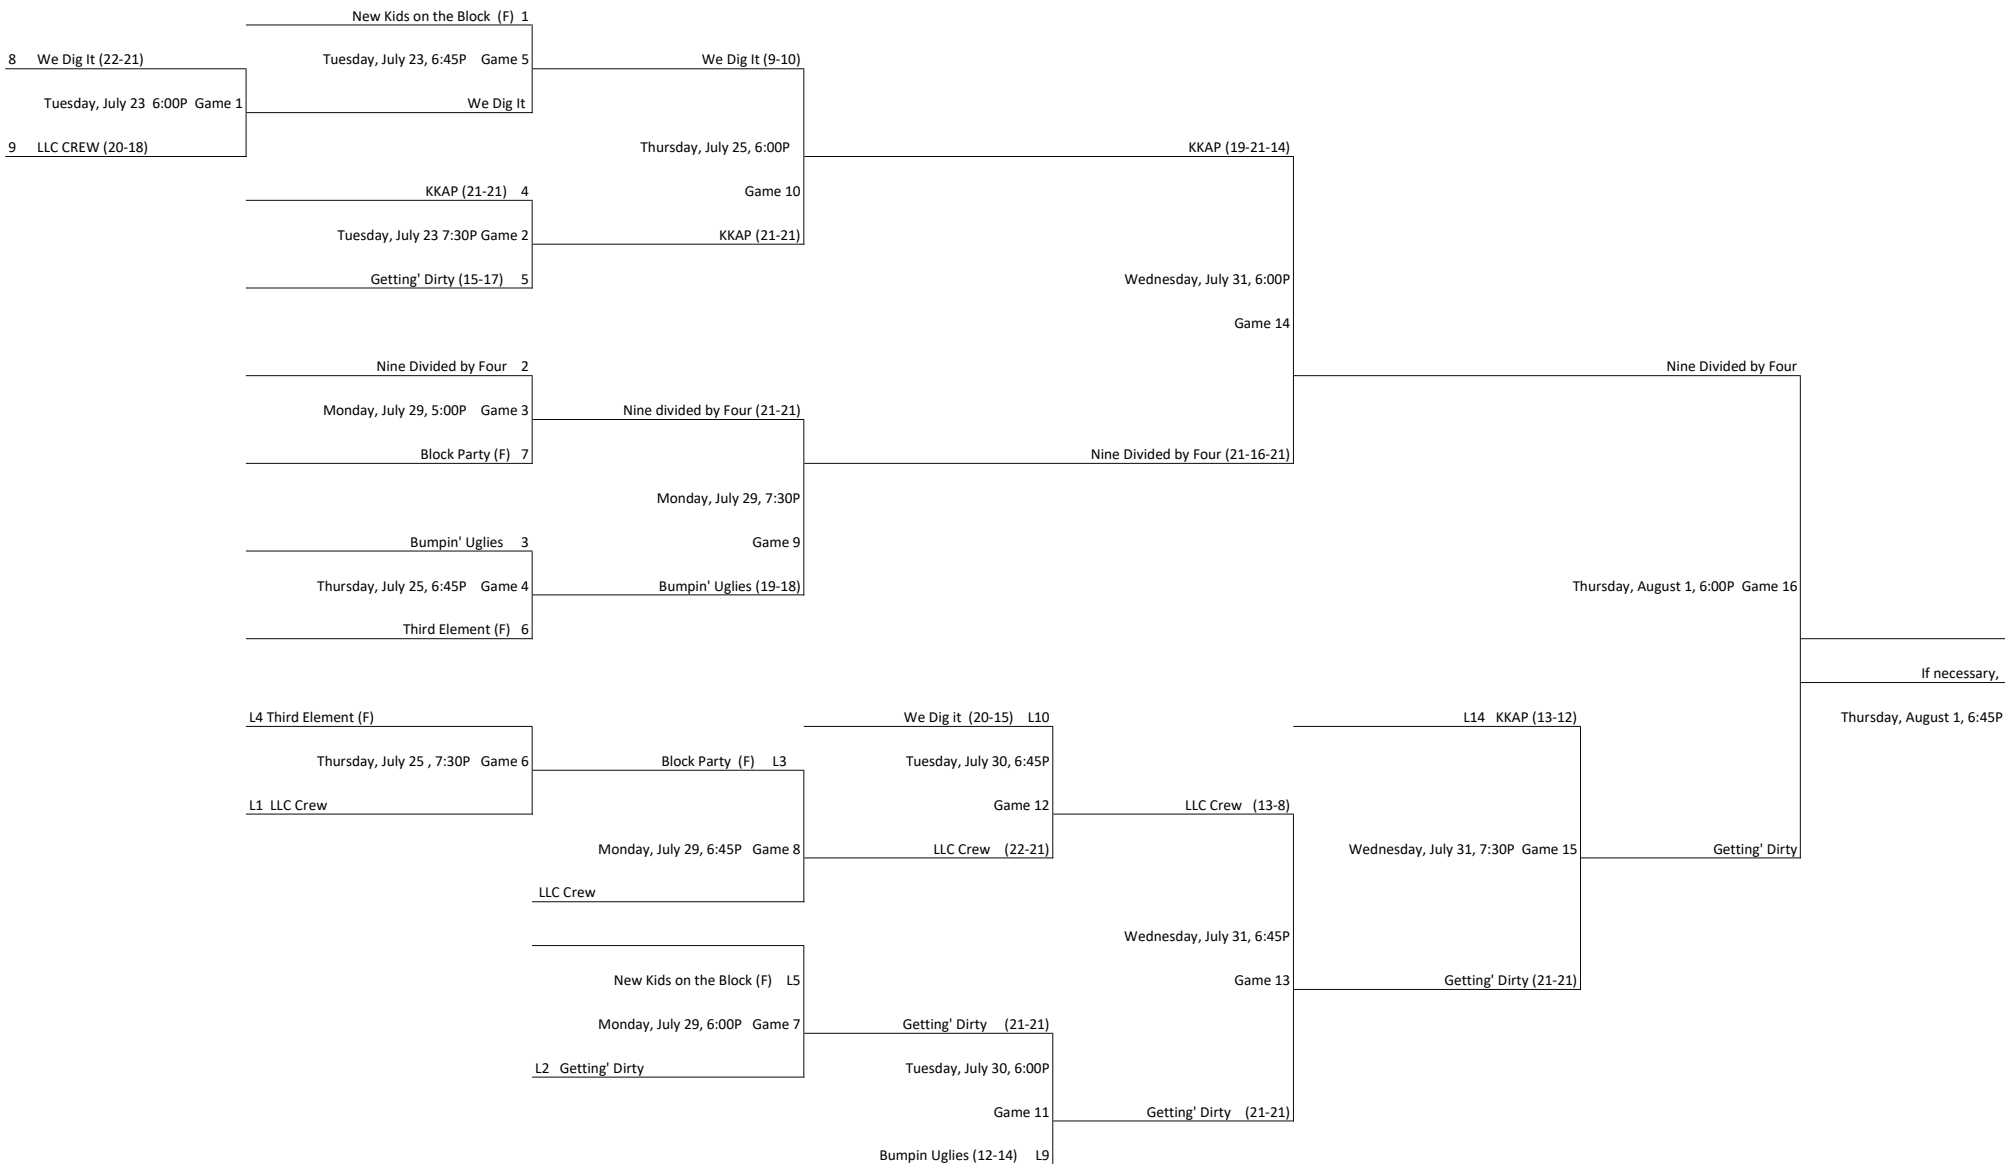 New Kids on the Block (F) 1
8 We Dig It (22-21)
Tuesday, July 23, 6:45P Game 5
We Dig It (9-10)
Tuesday, July 23 6:00P Game 1
We Dig It
9 LLC CREW (20-18)
Thursday, July 25, 6:00P
KKAP (19-21-14)
KKAP (21-21) 4
Game 10
Tuesday, July 23 7:30P Game 2
KKAP (21-21)
Getting' Dirty (15-17) 5
Wednesday, July 31, 6:00P
Game 14
Nine Divided by Four 2
Nine Divided by Four
Monday, July 29, 5:00P Game 3
Nine divided by Four (21-21)
Block Party (F) 7
Nine Divided by Four (21-16-21)
Monday, July 29, 7:30P
Bumpin' Uglies 3
Game 9
Thursday, July 25, 6:45P Game 4
Bumpin' Uglies (19-18)
Thursday, August 1, 6:00P Game 16
Third Element (F) 6
If necessary,
L4 Third Element (F)
We Dig it (20-15) L10
L14 KKAP (13-12)
Thursday, August 1, 6:45P
Thursday, July 25 , 7:30P Game 6
Block Party (F) L3
Tuesday, July 30, 6:45P
L1 LLC Crew
Game 12
LLC Crew (13-8)
Monday, July 29, 6:45P Game 8
LLC Crew (22-21)
Wednesday, July 31, 7:30P Game 15
Getting' Dirty
LLC Crew
Wednesday, July 31, 6:45P
New Kids on the Block (F) L5
Game 13
Getting' Dirty (21-21)
Monday, July 29, 6:00P Game 7
Getting' Dirty (21-21)
L2 Getting' Dirty
Tuesday, July 30, 6:00P
Game 11
Getting' Dirty (21-21)
Bumpin Uglies (12-14) L9